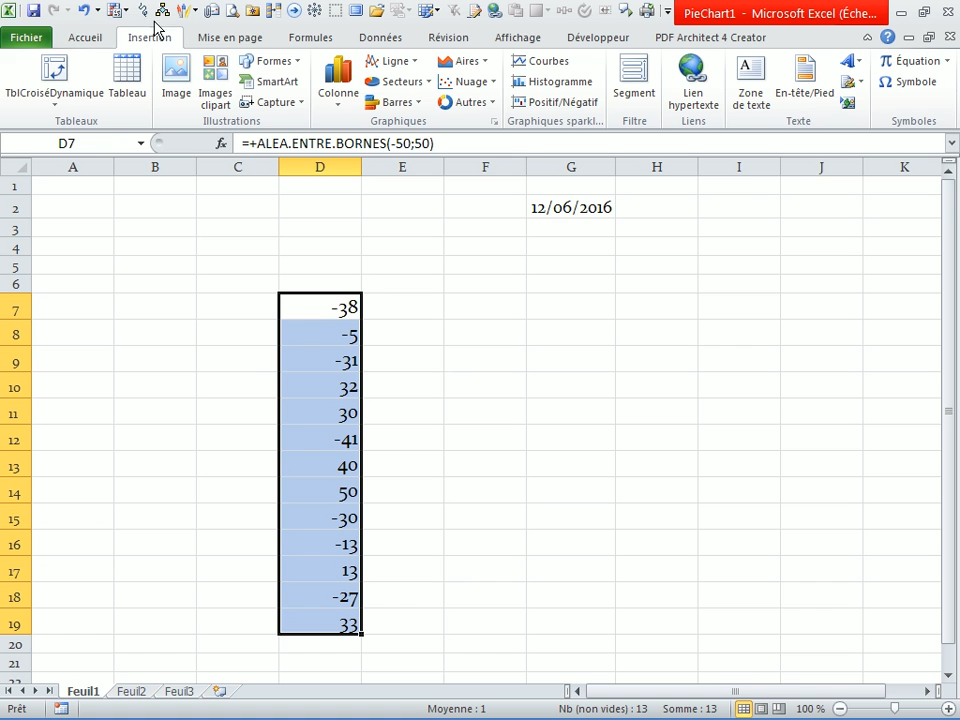 PieChart1 - Microsoft Excel (Éche...
Fichier Accueil Insertion Mise en page Formules Données Révision Affichage Développeur PDF Architect 4 Creator
TblCroiséDynamique
Tableau
Tableaux
Image
Images clipart
Formes
SmartArt
Capture
Illustrations
Colonne
Ligne
Secteurs
Barres
Aires
Nuage
Autres
Graphiques
Courbes
Histogramme
Positif/Négatif
Graphiques sparkl...
Segment
Filtre
Lien hypertexte
Liens
Zone de texte
En-tête/Pied
Texte
π Équation
Ω Symbole
Symboles
D7 fx =+ALEA.ENTRE.BORNES(-50;50)
A B C D E F G H I J K
1
2 12/06/2016
3
4
5
6
7 -38
8 -5
9 -31
10 32
11 30
12 -41
13 40
14 50
15 -30
16 -13
17 13
18 -27
19 33
20
21
22
Feuil1 Feuil2 Feuil3
Prêt Moyenne : 1 Nb (non vides) : 13 Somme : 13 100 %